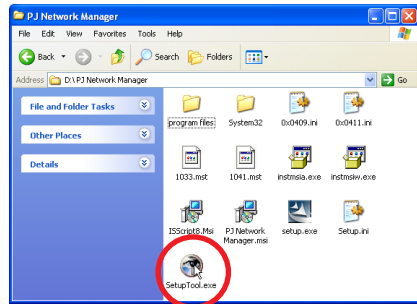 PJ Network Manager
File Edit View Favorites Tools Help
Back Search Folders
Address D:\PJ Network Manager Go
File and Folder Tasks
Other Places
Details
program files System32 0x0409.ini 0x0411.ini
1033.mst 1041.mst instmsia.exe instmsiw.exe
ISScript8.Msi PJ Network Manager.msi setup.exe Setup.ini
SetupTool.exe